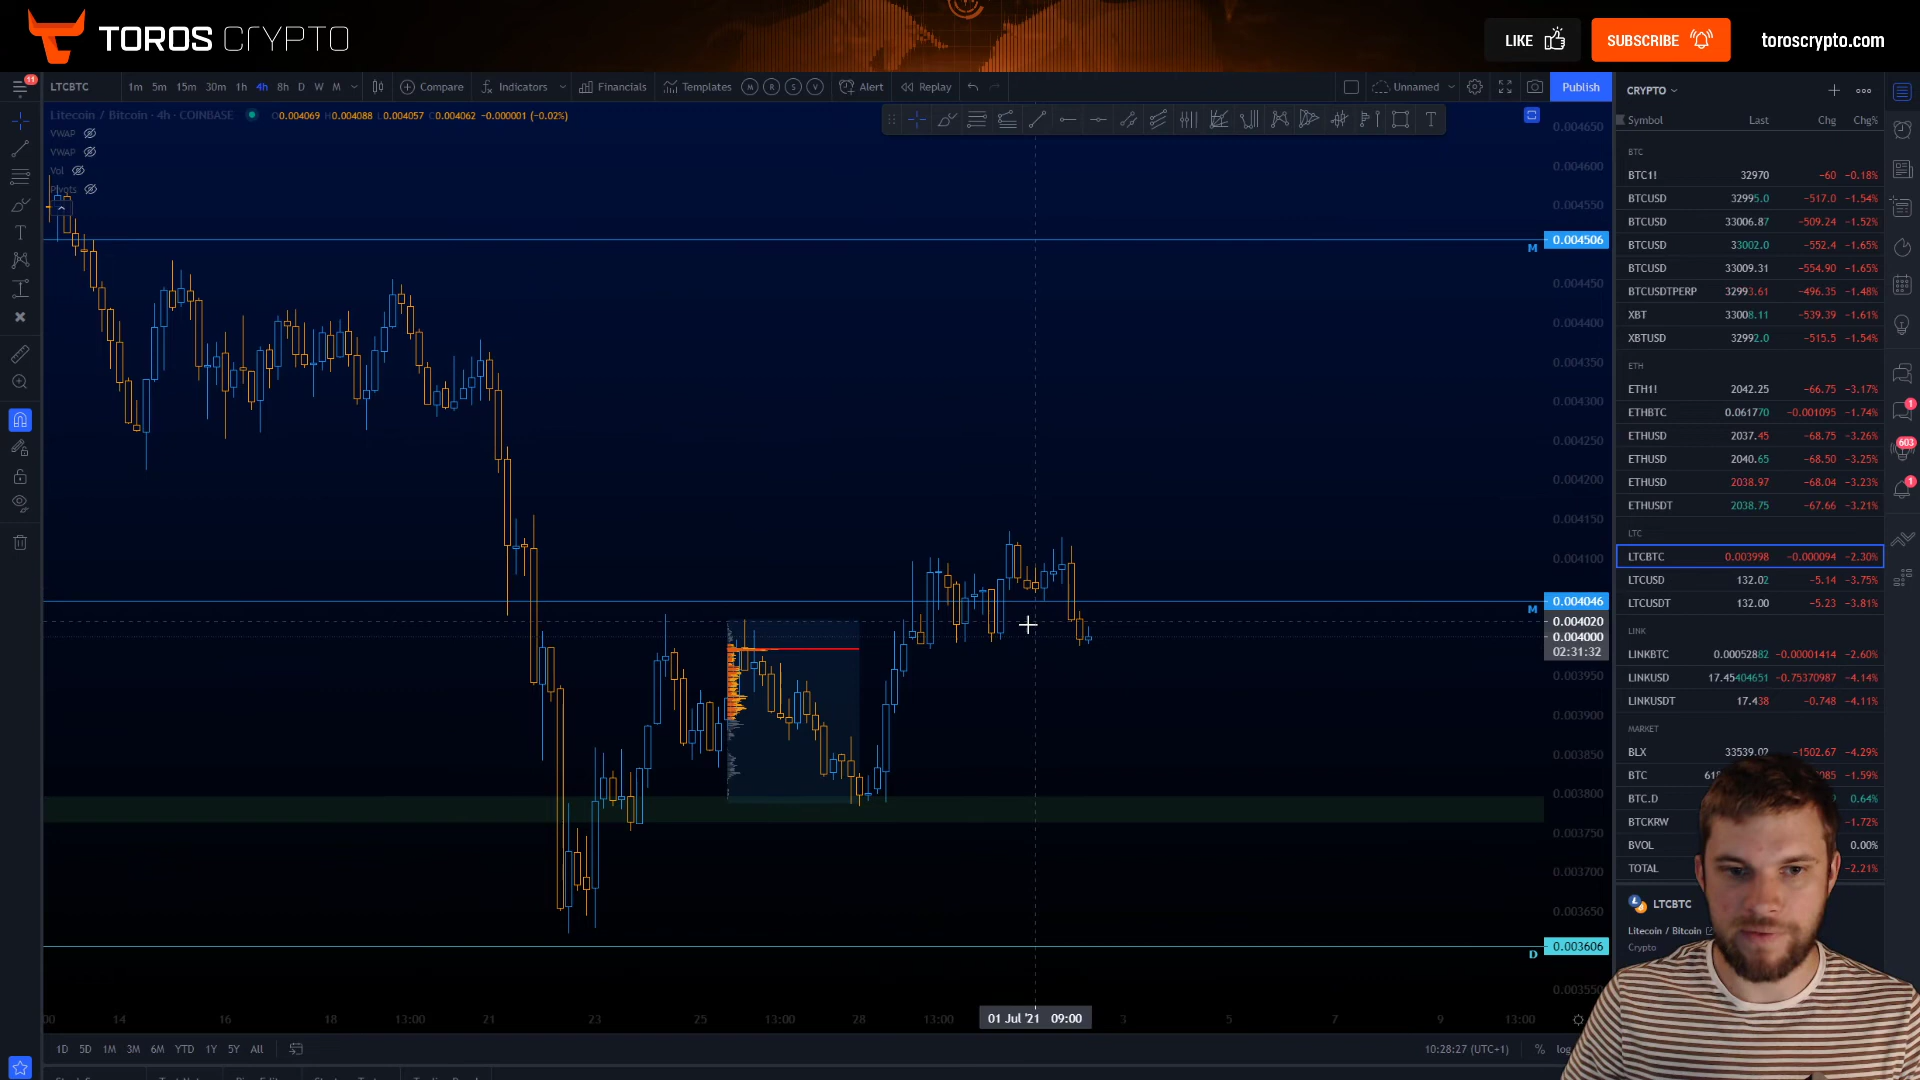 TOROS CRYPTO
LIKE
SUBSCRIBE
toroscrypto.com
11
LTCBTC
1m 5m 15m 30m 1h 4h 8h D W M
Compare
Indicators
Financials
Templates
M R S V
Alert
Replay
Unnamed
Publish
Litecoin / Bitcoin · 4h · COINBASE
O0.004069 H0.004088 L0.004057 C0.004062 −0.000001 (−0.02%)
VWAP
VWAP
Vol
Pivots
0.004650
0.004600
0.004550
0.004506
M
0.004450
0.004400
0.004350
0.004300
0.004250
0.004200
0.004150
0.004100
0.004046
M
0.004020
0.004000
02:31:32
0.003950
0.003900
0.003850
0.003800
0.003750
0.003700
0.003650
0.003606
D
14 16 18 13:00 21 23 25 13:00 28 13:00 01 Jul '21 09:00 3 5 7 9 13:00
1D 5D 1M 3M 6M YTD 1Y 5Y All
10:28:27 (UTC+1)
%
log
CRYPTO
Symbol Last Chg Chg%
BTC
BTC1! 32970 −60 −0.18%
BTCUSD 32995.0 −517.0 −1.54%
BTCUSD 33006.87 −509.24 −1.52%
BTCUSD 33002.0 −552.4 −1.65%
BTCUSD 33009.31 −554.90 −1.65%
BTCUSDTPERP 32993.61 −496.35 −1.48%
XBT 33008.11 −539.39 −1.61%
XBTUSD 32992.0 −515.5 −1.54%
ETH
ETH1! 2042.25 −66.75 −3.17%
ETHBTC 0.061770 −0.001095 −1.74%
ETHUSD 2037.45 −68.75 −3.26%
ETHUSD 2040.65 −68.50 −3.25%
ETHUSD 2038.97 −68.04 −3.23%
ETHUSDT 2038.75 −67.66 −3.21%
LTC
LTCBTC 0.003998 −0.000094 −2.30%
LTCUSD 132.02 −5.14 −3.75%
LTCUSDT 132.00 −5.23 −3.81%
LINK
LINKBTC 0.00052882 −0.00001414 −2.60%
LINKUSD 17.45404651 −0.75370987 −4.14%
LINKUSDT 17.438 −0.748 −4.11%
MARKET
BLX 33539.02 −1502.67 −4.29%
BTC −1.59%
BTC.D 0.64%
BTCKRW −1.72%
BVOL 0.00%
TOTAL −2.21%
LTCBTC
Litecoin / Bitcoin
Crypto
1
603
1